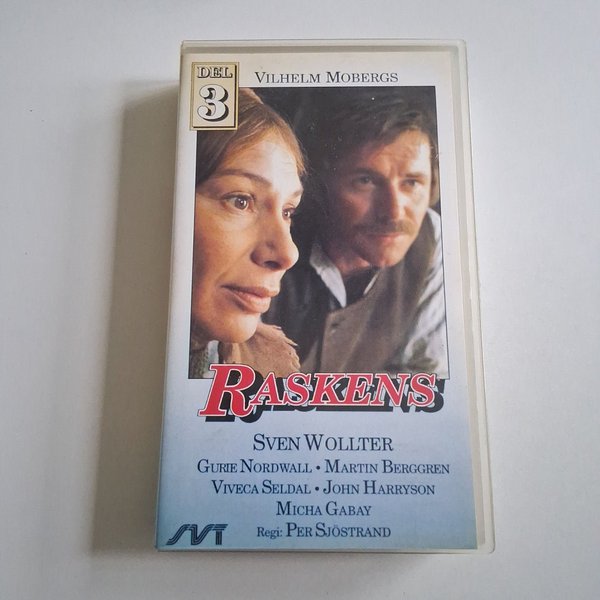 DEL
3
VILHELM MOBERGS
RASKENS
SVEN WOLLTER
GURIE NORDWALL • MARTIN BERGGREN
VIVECA SELDAL • JOHN HARRYSON
MICHA GABAY
Regi: PER SJÖSTRAND
SVT